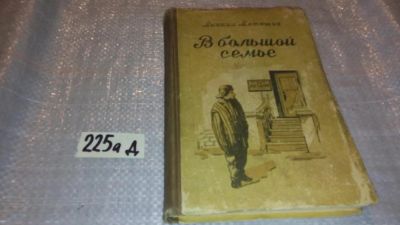 В большой
семье
225а д